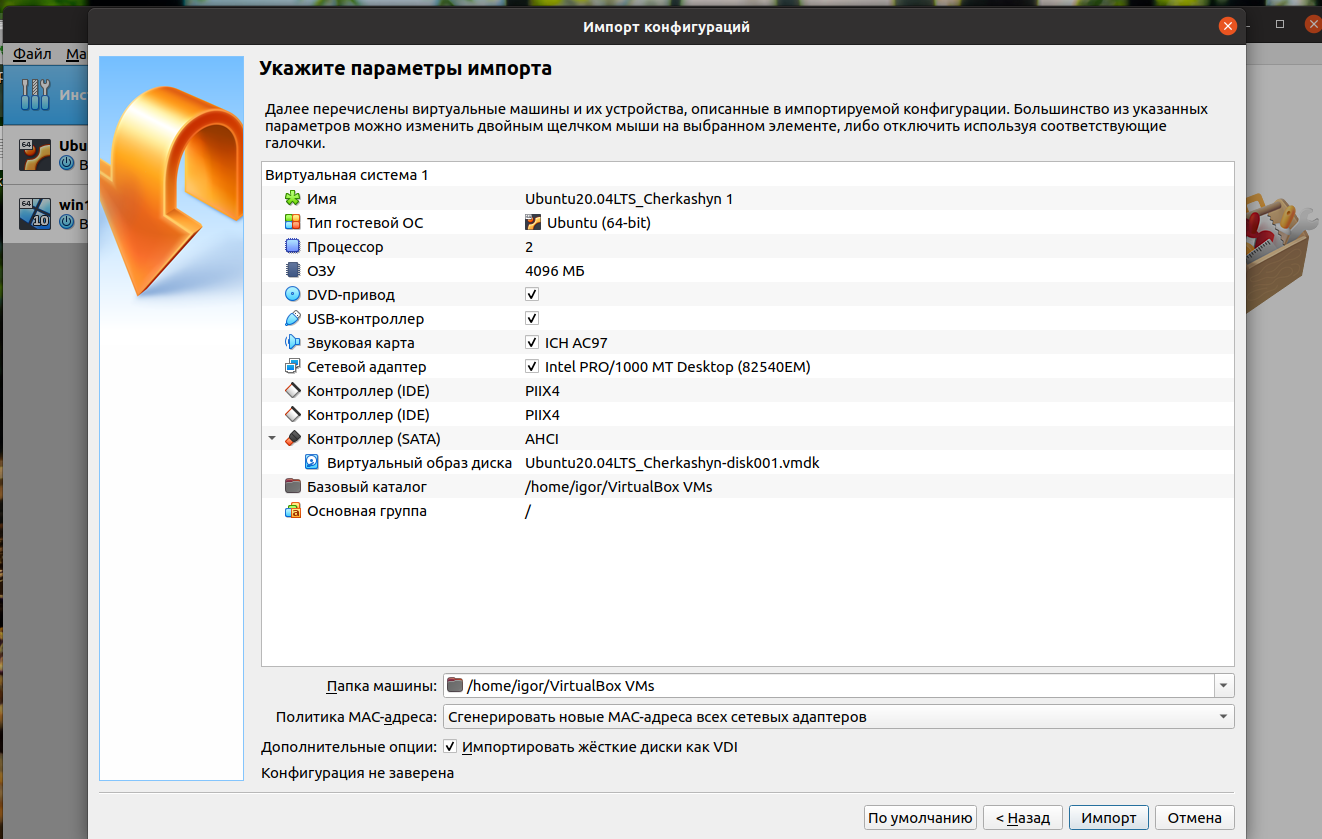 Импорт конфигураций
Файл Ма
Инс
64
Ubu
В
64
10
win1
В
Укажите параметры импорта
Далее перечислены виртуальные машины и их устройства, описанные в импортируемой конфигурации. Большинство из указанных
параметров можно изменить двойным щелчком мыши на выбранном элементе, либо отключить используя соответствующие
галочки.
Виртуальная система 1
Имя Ubuntu20.04LTS_Cherkashyn 1
Тип гостевой ОС Ubuntu (64-bit)
Процессор 2
ОЗУ 4096 МБ
DVD-привод
USB-контроллер
Звуковая карта ICH AC97
Сетевой адаптер Intel PRO/1000 MT Desktop (82540EM)
Контроллер (IDE) PIIX4
Контроллер (IDE) PIIX4
Контроллер (SATA) AHCI
Виртуальный образ диска Ubuntu20.04LTS_Cherkashyn-disk001.vmdk
Базовый каталог /home/igor/VirtualBox VMs
Основная группа /
Папка машины: /home/igor/VirtualBox VMs
Политика MAC-адреса: Сгенерировать новые MAC-адреса всех сетевых адаптеров
Дополнительные опции: Импортировать жёсткие диски как VDI
Конфигурация не заверена
По умолчанию < Назад Импорт Отмена